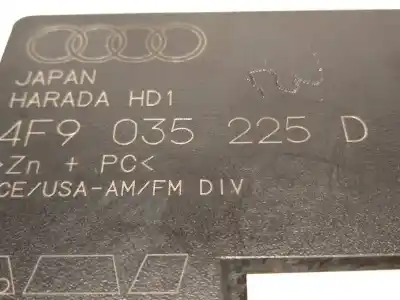 JAPAN
HARADA HD1
4F9 035 225 D
>Zn + PC<
CE/USA-AM/FM DIV